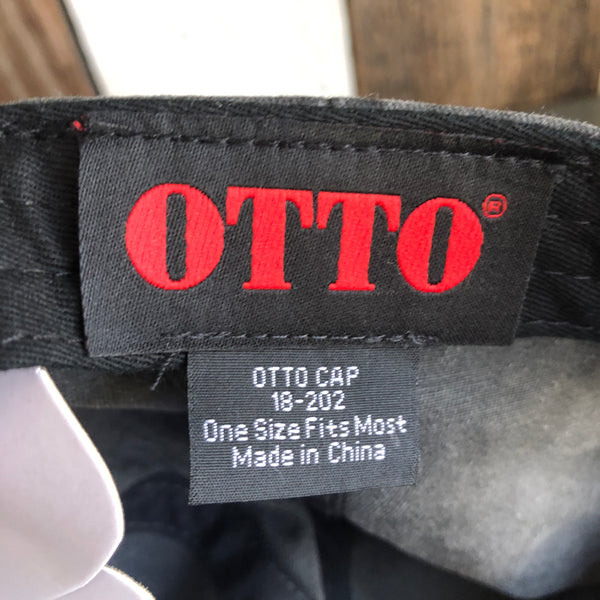 OTTO®
OTTO CAP
18-202
One Size Fits Most
Made in China